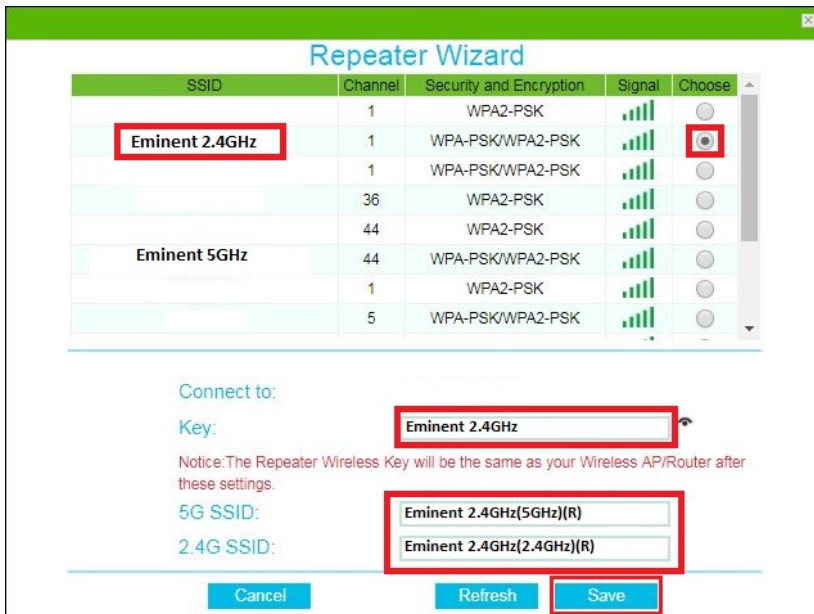 Repeater Wizard
SSID Channel Security and Encryption Signal Choose
1 WPA2-PSK
Eminent 2.4GHz 1 WPA-PSK/WPA2-PSK
1 WPA-PSK/WPA2-PSK
36 WPA2-PSK
44 WPA2-PSK
Eminent 5GHz 44 WPA-PSK/WPA2-PSK
1 WPA2-PSK
5 WPA-PSK/WPA2-PSK
Connect to:
Key: Eminent 2.4GHz
Notice:The Repeater Wireless Key will be the same as your Wireless AP/Router after
these settings.
5G SSID: Eminent 2.4GHz(5GHz)(R)
2.4G SSID: Eminent 2.4GHz(2.4GHz)(R)
Cancel Refresh Save